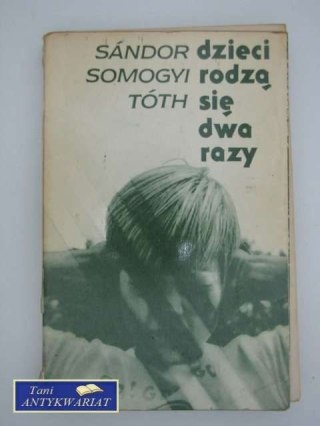 SÁNDOR dzieci
SOMOGYI rodzą
TÓTH się
dwa
razy
Tani
ANTYKWARIAT